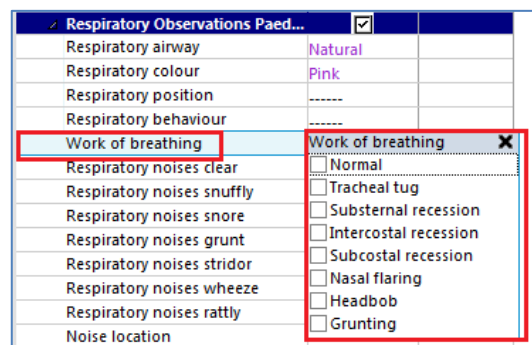 Respiratory Observations Paed...
Respiratory airway Natural
Respiratory colour Pink
Respiratory position ------
Respiratory behaviour ------
Work of breathing Work of breathing
Respiratory noises clear Normal
Respiratory noises snuffly Tracheal tug
Respiratory noises snore Substernal recession
Respiratory noises grunt Intercostal recession
Respiratory noises stridor Subcostal recession
Respiratory noises wheeze Nasal flaring
Respiratory noises rattly Headbob
Noise location Grunting